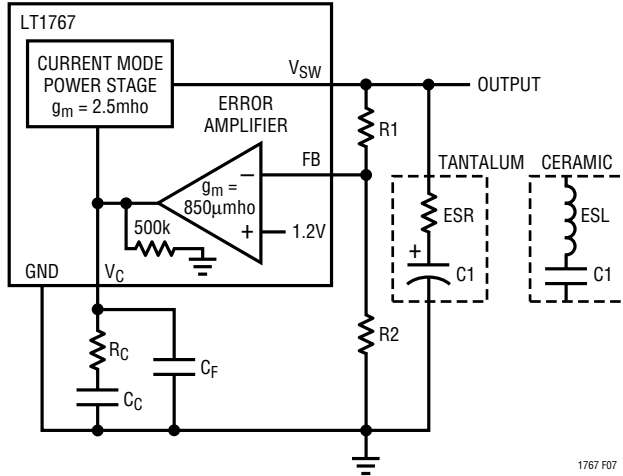 LT1767
CURRENT MODE
POWER STAGE
gm = 2.5mho
VSW
OUTPUT
ERROR
AMPLIFIER
R1
FB
TANTALUM
CERAMIC
gm =
850µmho
–
+
500k
1.2V
ESR
ESL
+
C1
C1
GND
VC
R2
RC
CF
CC
1767 F07